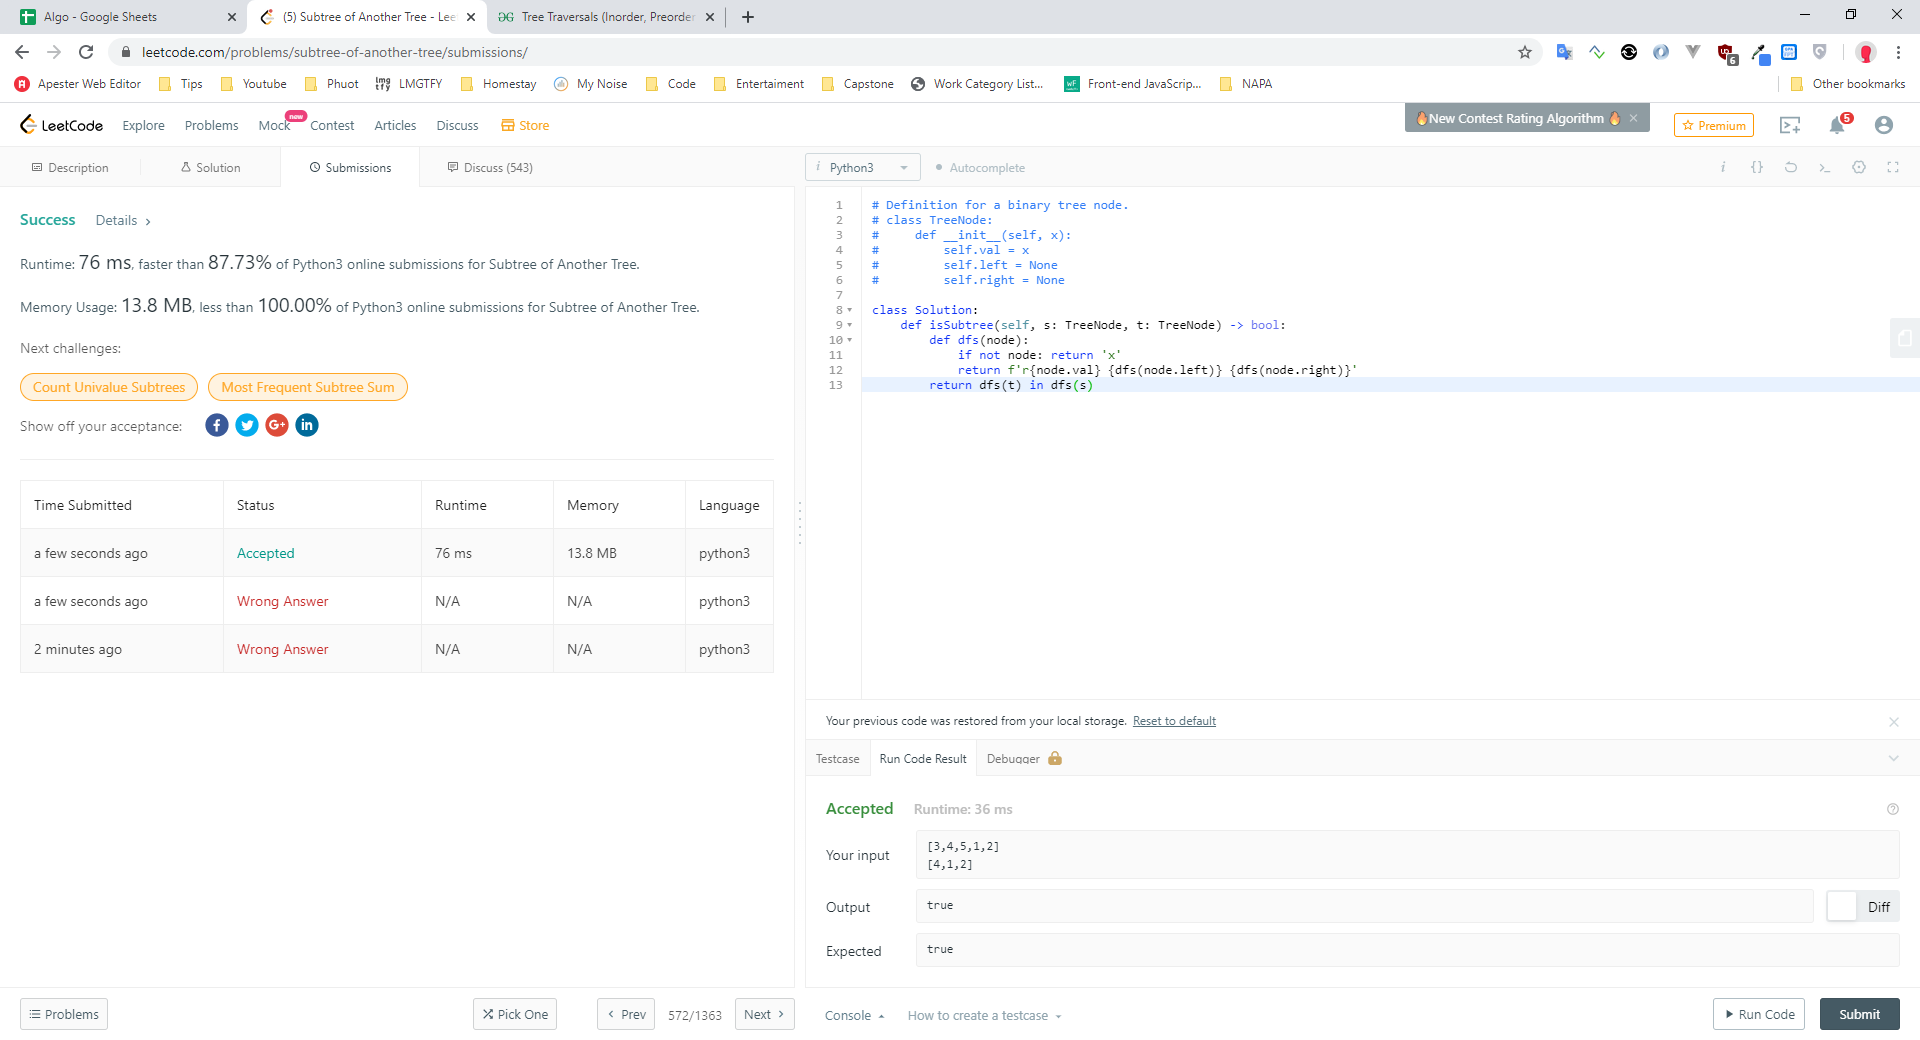 Algo - Google Sheets
(5) Subtree of Another Tree - Lee
Tree Traversals (Inorder, Preorder
leetcode.com/problems/subtree-of-another-tree/submissions/
6
Apester Web Editor Tips Youtube Phuot LMGTFY Homestay My Noise Code Entertaiment Capstone Work Category List... Front-end JavaScrip... NAPA Other bookmarks
LeetCode Explore Problems Mock new Contest Articles Discuss Store
🔥New Contest Rating Algorithm 🔥 ×
Premium
5
Description Solution Submissions Discuss (543)
i Python3 Autocomplete
Success Details
Runtime: 76 ms, faster than 87.73% of Python3 online submissions for Subtree of Another Tree.
Memory Usage: 13.8 MB, less than 100.00% of Python3 online submissions for Subtree of Another Tree.
Next challenges:
Count Univalue Subtrees Most Frequent Subtree Sum
Show off your acceptance:
Time Submitted Status Runtime Memory Language
a few seconds ago Accepted 76 ms 13.8 MB python3
a few seconds ago Wrong Answer N/A N/A python3
2 minutes ago Wrong Answer N/A N/A python3
1 # Definition for a binary tree node.
2 # class TreeNode:
3 #     def __init__(self, x):
4 #         self.val = x
5 #         self.left = None
6 #         self.right = None
7
8 class Solution:
9     def isSubtree(self, s: TreeNode, t: TreeNode) -> bool:
10         def dfs(node):
11             if not node: return 'x'
12             return f'r{node.val} {dfs(node.left)} {dfs(node.right)}'
13         return dfs(t) in dfs(s)
Your previous code was restored from your local storage. Reset to default
Testcase Run Code Result Debugger
Accepted Runtime: 36 ms
Your input
[3,4,5,1,2]
[4,1,2]
Output true Diff
Expected true
Problems Pick One Prev 572/1363 Next
Console How to create a testcase Run Code Submit